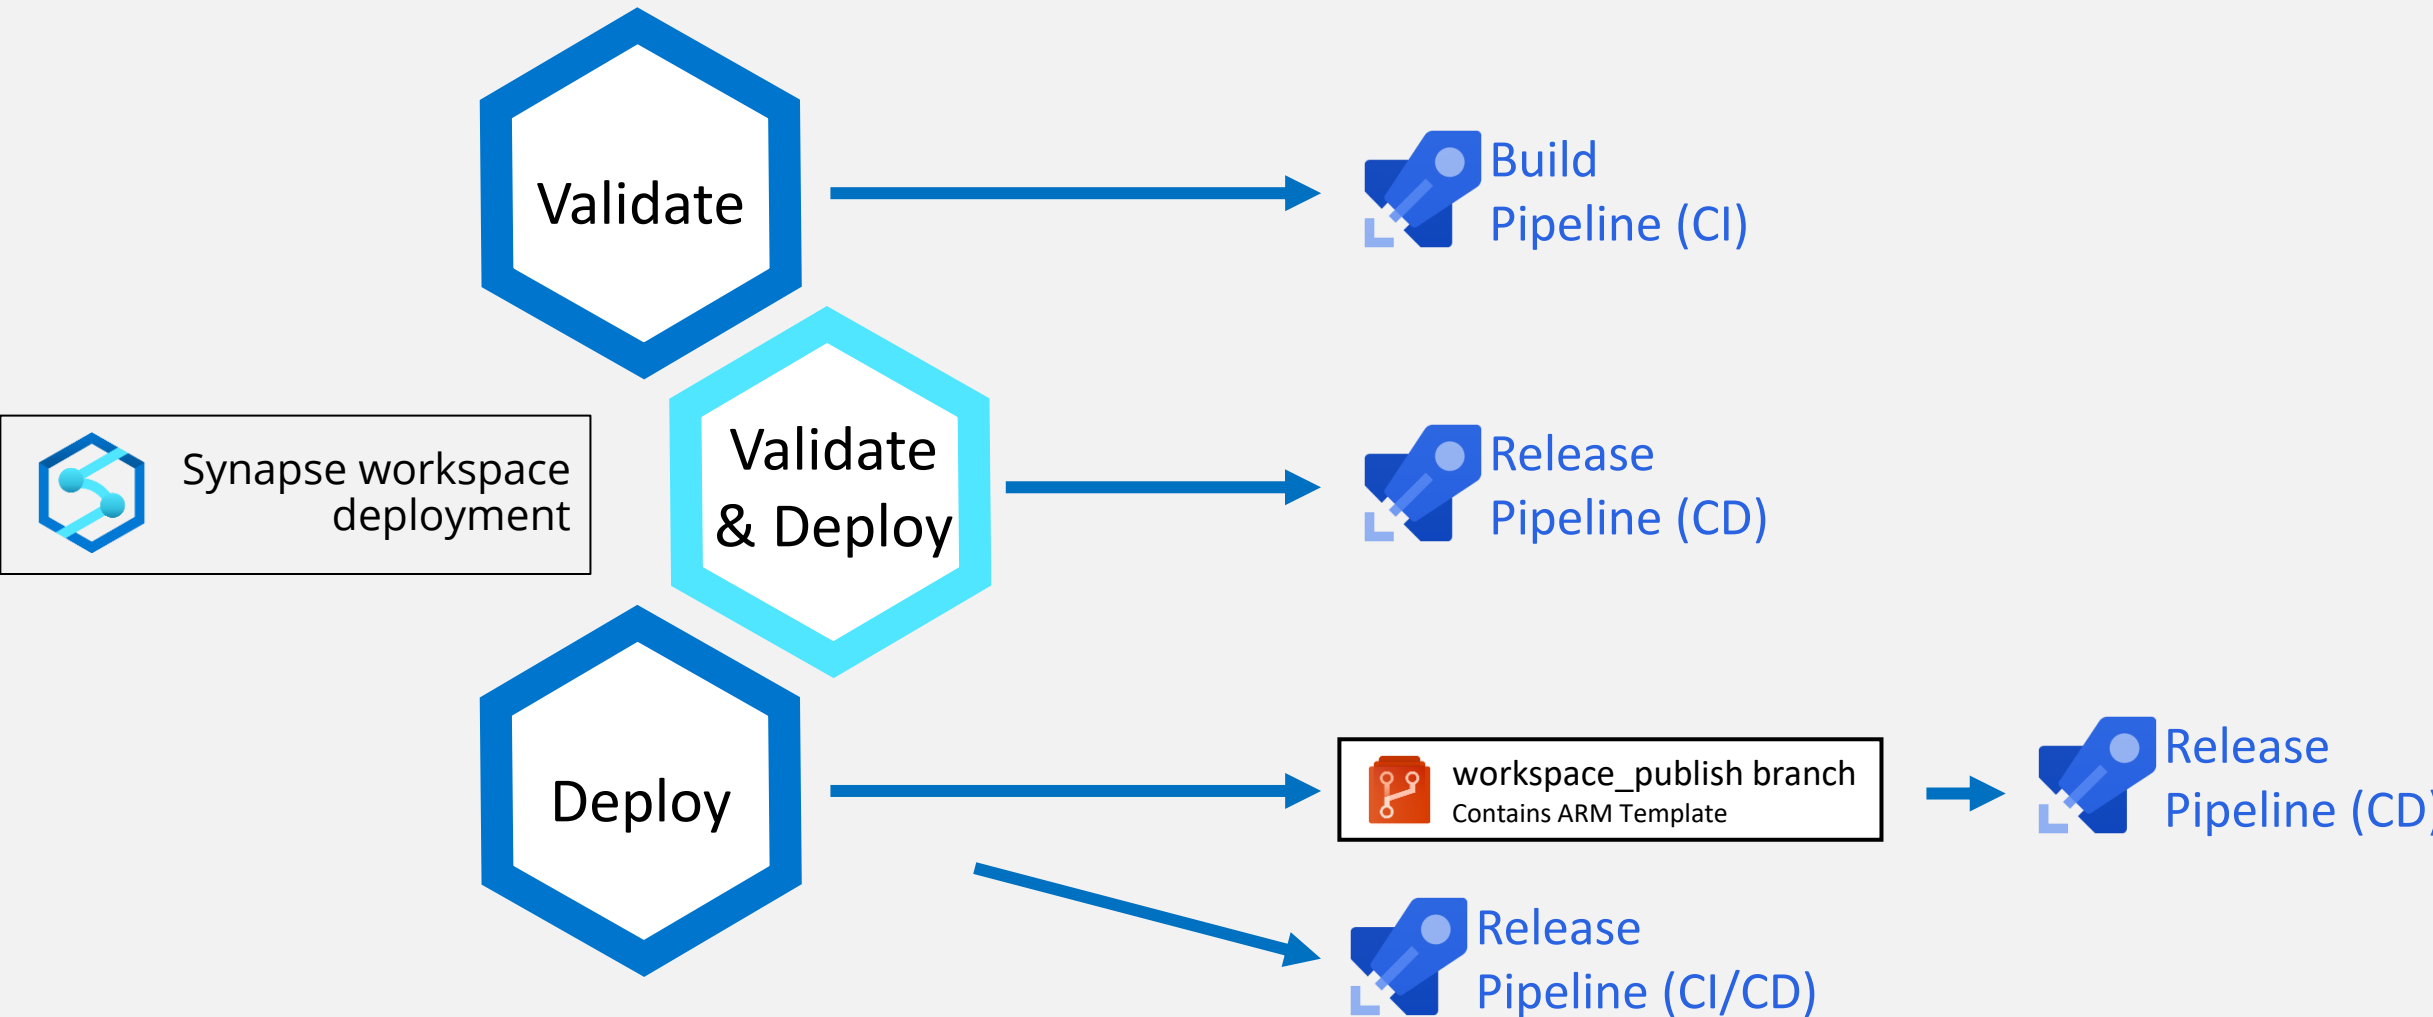 Validate
Build
Pipeline (CI)
Synapse workspace
deployment
Validate
& Deploy
Release
Pipeline (CD)
Deploy
workspace_publish branch
Contains ARM Template
Release
Pipeline (CD)
Release
Pipeline (CI/CD)